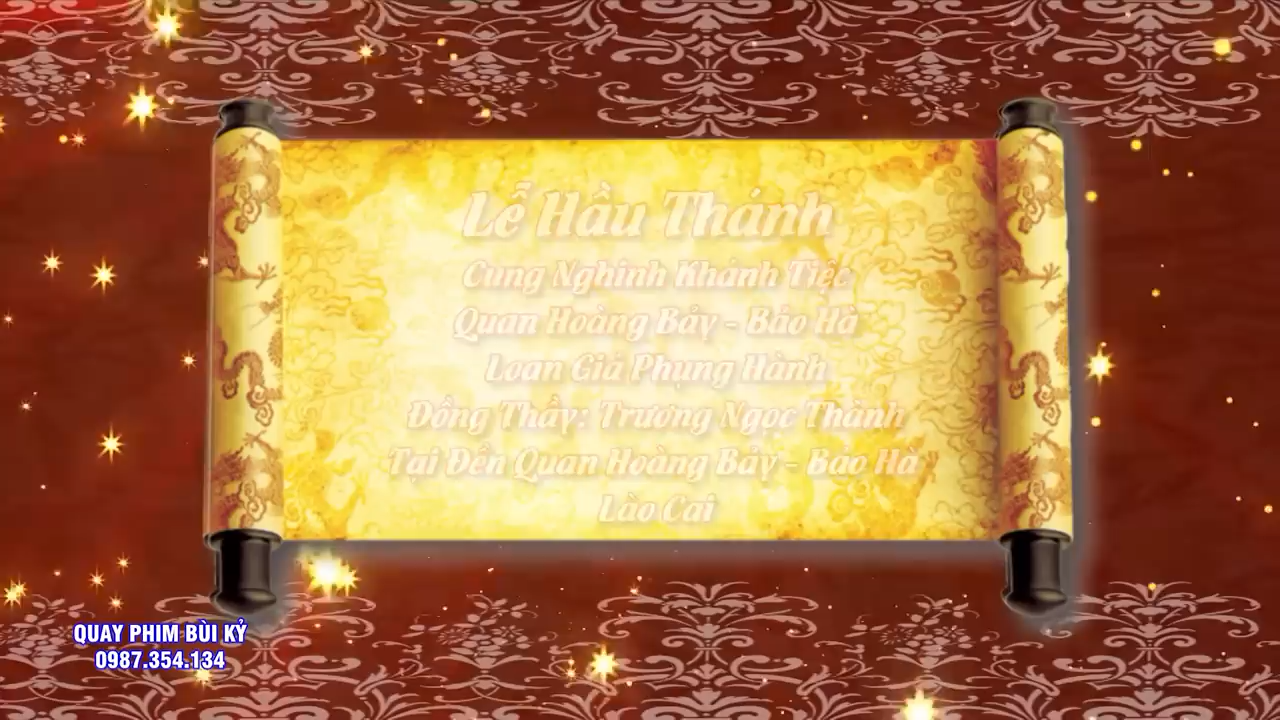 Lễ Hầu Thánh
Cung Nghinh Khánh Tiệc
Quan Hoàng Bảy - Bảo Hà
Loan Giá Phụng Hành
Đồng Thầy: Trương Ngọc Thành
Tại Đền Quan Hoàng Bảy - Bảo Hà
Lào Cai
QUAY PHIM BÙI KỶ
0987.354.134